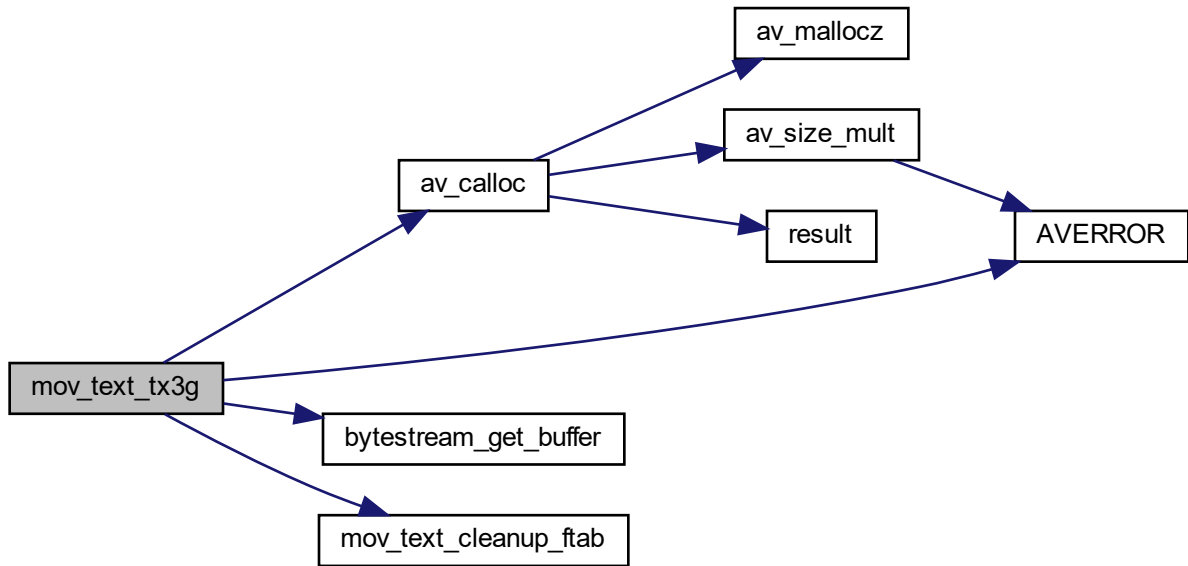 av_mallocz
av_size_mult
av_calloc
result
AVERROR
mov_text_tx3g
bytestream_get_buffer
mov_text_cleanup_ftab